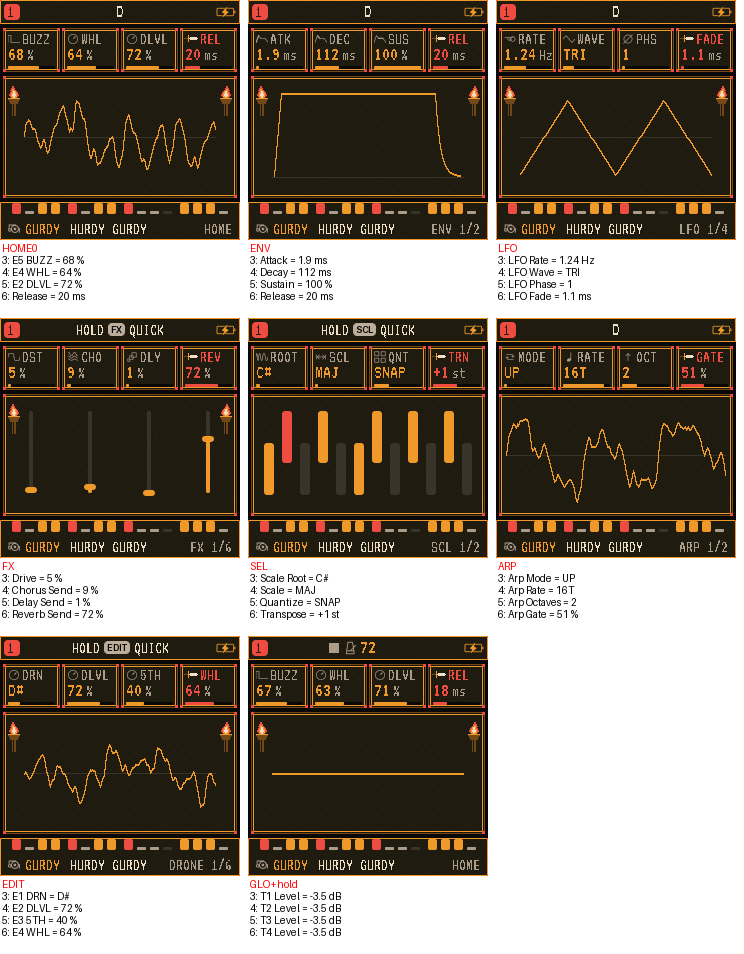 1 D
BUZZ WHL DLVL REL
68 % 64 % 72 % 20 ms
GURDY HURDY GURDY HOME
HOME0
3: E5 BUZZ = 68 %
4: E4 WHL = 64 %
5: E2 DLVL = 72 %
6: Release = 20 ms
1 D
ATK DEC SUS REL
1.9 ms 112 ms 100 % 20 ms
GURDY HURDY GURDY ENV 1/2
ENV
3: Attack = 1.9 ms
4: Decay = 112 ms
5: Sustain = 100 %
6: Release = 20 ms
1 D
RATE WAVE PHS FADE
1.24 Hz TRI 1 1.1 ms
GURDY HURDY GURDY LFO 1/4
LFO
3: LFO Rate = 1.24 Hz
4: LFO Wave = TRI
5: LFO Phase = 1
6: LFO Fade = 1.1 ms
1 HOLD FX QUICK
DST CHO DLY REV
5 % 9 % 1 % 72 %
GURDY HURDY GURDY FX 1/6
FX
3: Drive = 5 %
4: Chorus Send = 9 %
5: Delay Send = 1 %
6: Reverb Send = 72 %
1 HOLD SCL QUICK
ROOT SCL QNT TRN
C# MAJ SNAP +1 st
GURDY HURDY GURDY SCL 1/2
SEL
3: Scale Root = C#
4: Scale = MAJ
5: Quantize = SNAP
6: Transpose = +1 st
1 D
MODE RATE OCT GATE
UP 16T 2 51 %
GURDY HURDY GURDY ARP 1/2
ARP
3: Arp Mode = UP
4: Arp Rate = 16T
5: Arp Octaves = 2
6: Arp Gate = 51 %
1 HOLD EDIT QUICK
DRN DLVL 5TH WHL
D# 72 % 40 % 64 %
GURDY HURDY GURDY DRONE 1/6
EDIT
3: E1 DRN = D#
4: E2 DLVL = 72 %
5: E3 5TH = 40 %
6: E4 WHL = 64 %
1 72
BUZZ WHL DLVL REL
67 % 63 % 71 % 18 ms
GURDY HURDY GURDY HOME
GLO+hold
3: T1 Level = -3.5 dB
4: T2 Level = -3.5 dB
5: T3 Level = -3.5 dB
6: T4 Level = -3.5 dB